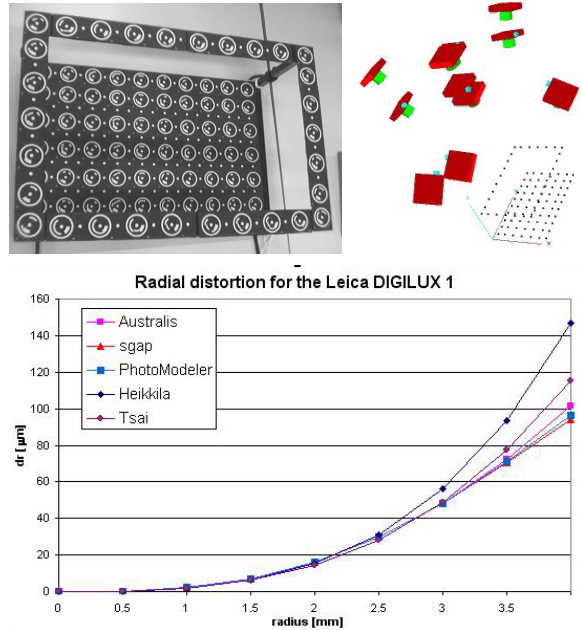 Radial distortion for the Leica DIGILUX 1
160
140
120
100
80
60
40
20
0
dr [µm]
Australis
sgap
PhotoModeler
Heikkila
Tsai
0 0.5 1 1.5 2 2.5 3 3.5
radius [mm]